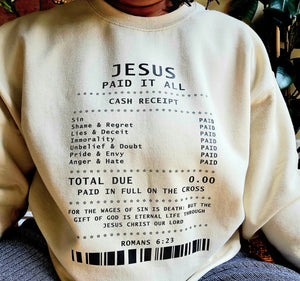 JESUS
PAID IT ALL
CASH RECEIPT
Sin PAID
Shame & Regret PAID
Lies & Deceit PAID
Immorality PAID
Unbelief & Doubt PAID
Pride & Envy PAID
Anger & Hate PAID
TOTAL DUE 0.00
PAID IN FULL ON THE CROSS
FOR THE WAGES OF SIN IS DEATH; BUT THE
GIFT OF GOD IS ETERNAL LIFE THROUGH
JESUS CHRIST OUR LORD
ROMANS 6:23